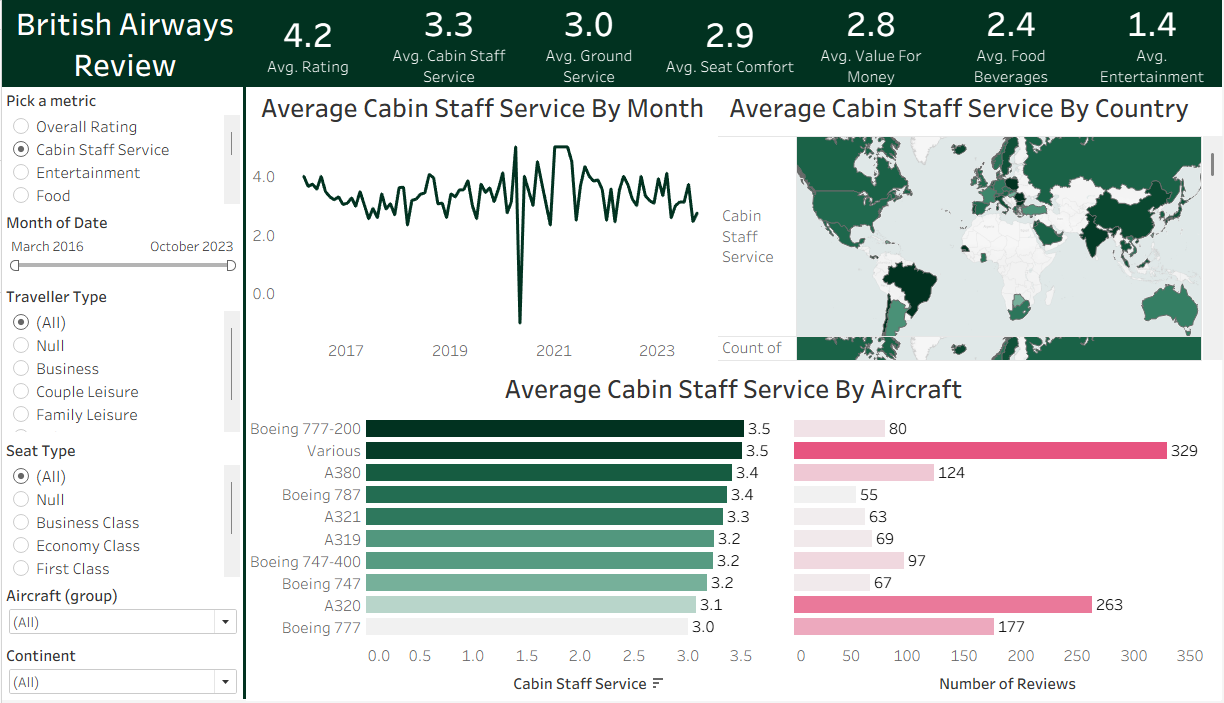 British Airways
Review
4.2
Avg. Rating
3.3
Avg. Cabin Staff
Service
3.0
Avg. Ground
Service
2.9
Avg. Seat Comfort
2.8
Avg. Value For
Money
2.4
Avg. Food
Beverages
1.4
Avg.
Entertainment
Pick a metric
Overall Rating
Cabin Staff Service
Entertainment
Food
Month of Date
March 2016 October 2023
Traveller Type
(All)
Null
Business
Couple Leisure
Family Leisure
Seat Type
(All)
Null
Business Class
Economy Class
First Class
Aircraft (group)
(All)
Continent
(All)
Average Cabin Staff Service By Month
4.0
2.0
0.0
2017 2019 2021 2023
Average Cabin Staff Service By Country
Cabin
Staff
Service
Count of
Average Cabin Staff Service By Aircraft
Boeing 777-200 3.5 80
Various 3.5 329
A380 3.4 124
Boeing 787 3.4 55
A321 3.3 63
A319 3.2 69
Boeing 747-400 3.2 97
Boeing 747 3.2 67
A320 3.1 263
Boeing 777 3.0 177
0.0 0.5 1.0 1.5 2.0 2.5 3.0 3.5 0 50 100 150 200 250 300 350
Cabin Staff Service Number of Reviews